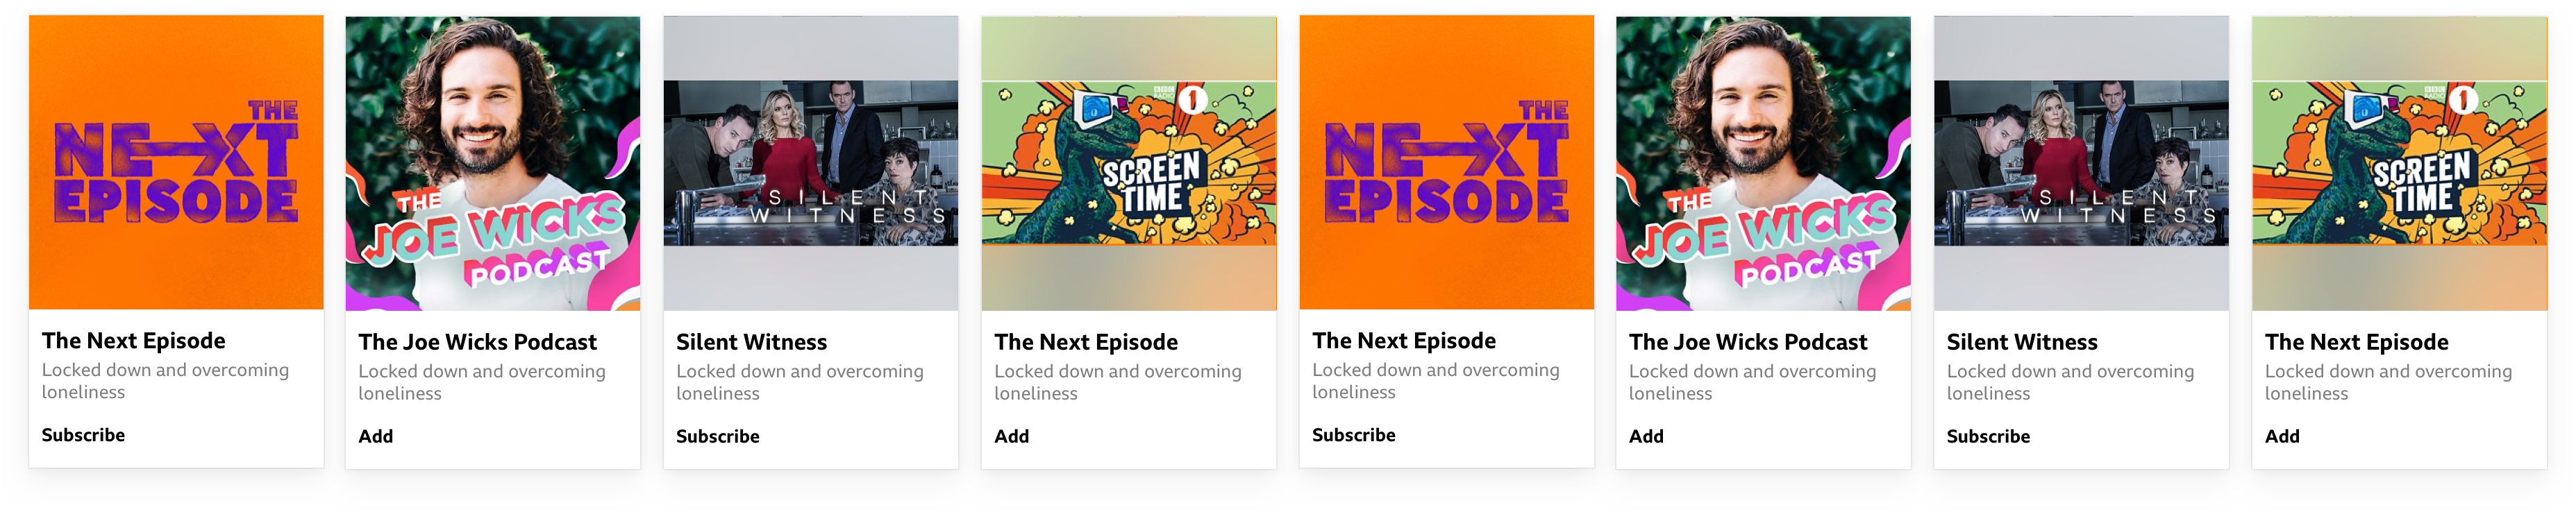 THE
NEXT
EPISODE
The Next Episode
Locked down and overcoming
loneliness
Subscribe
THE
JOE WICKS
PODCAST
The Joe Wicks Podcast
Locked down and overcoming
loneliness
Add
SILENT
WITNESS
Silent Witness
Locked down and overcoming
loneliness
Subscribe
BBC
RADIO
1
SCREEN
TIME
The Next Episode
Locked down and overcoming
loneliness
Add
THE
NEXT
EPISODE
The Next Episode
Locked down and overcoming
loneliness
Subscribe
THE
JOE WICKS
PODCAST
The Joe Wicks Podcast
Locked down and overcoming
loneliness
Add
SILENT
WITNESS
Silent Witness
Locked down and overcoming
loneliness
Subscribe
BBC
RADIO
1
SCREEN
TIME
The Next Episode
Locked down and overcoming
loneliness
Add